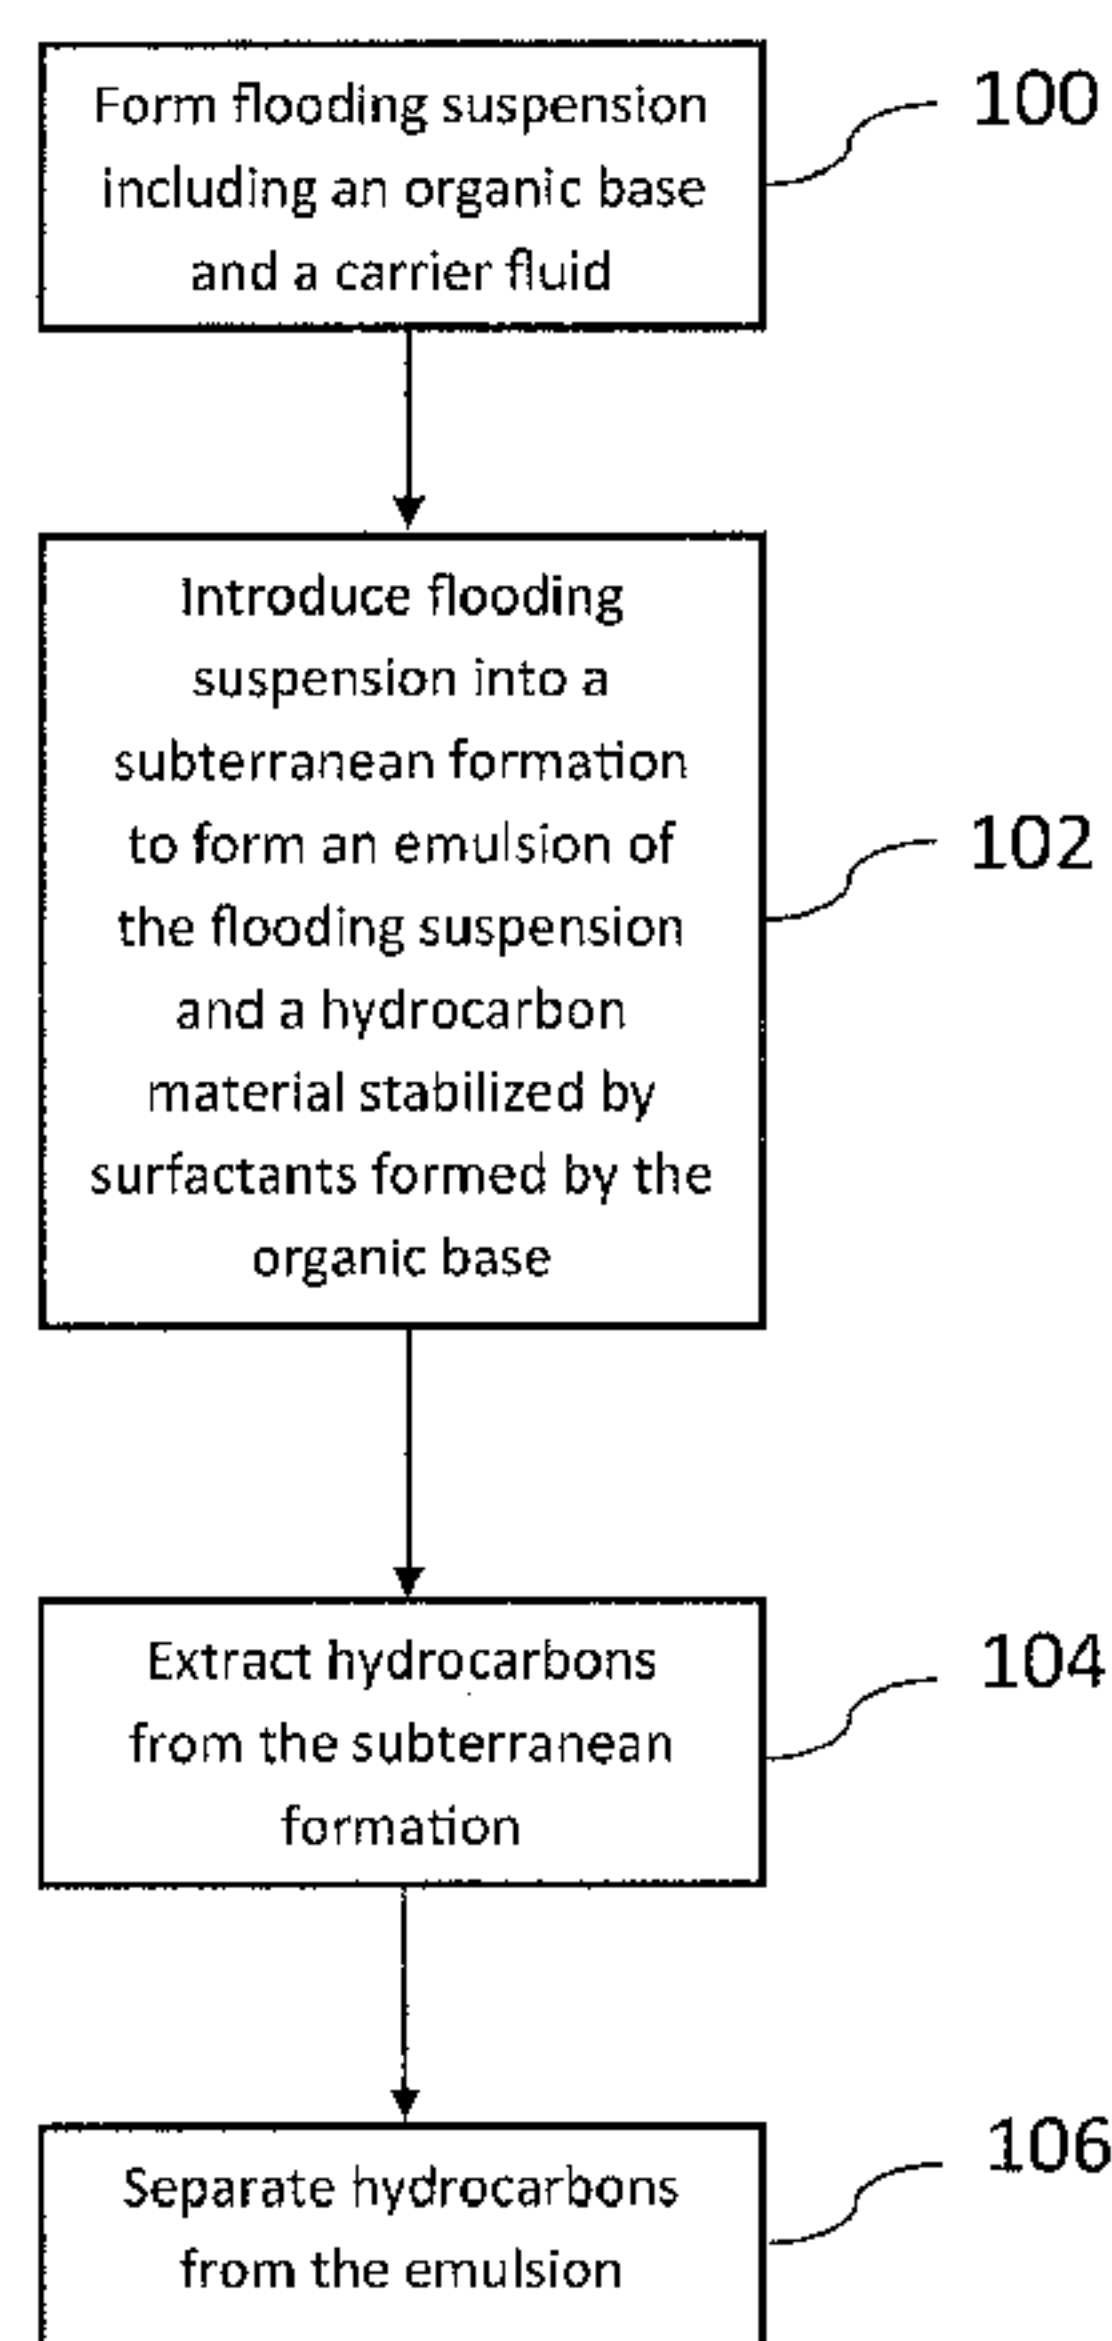 Form flooding suspension
including an organic base
and a carrier fluid
100
Introduce flooding
suspension into a
subterranean formation
to form an emulsion of
the flooding suspension
and a hydrocarbon
material stabilized by
surfactants formed by the
organic base
102
Extract hydrocarbons
from the subterranean
formation
104
Separate hydrocarbons
from the emulsion
106